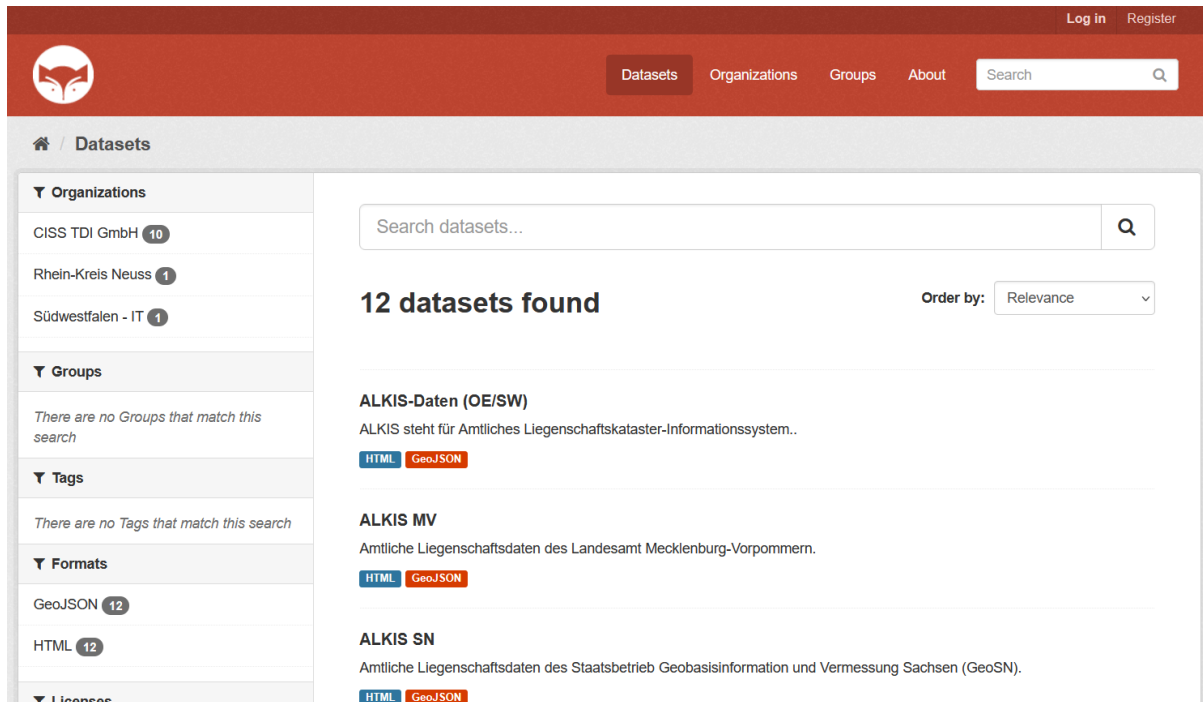 Log in Register
Datasets Organizations Groups About Search
/ Datasets
Organizations
CISS TDI GmbH 10
Rhein-Kreis Neuss 1
Südwestfalen - IT 1
Groups
There are no Groups that match this
search
Tags
There are no Tags that match this search
Formats
GeoJSON 12
HTML 12
Licenses
Search datasets...
12 datasets found
Order by: Relevance
ALKIS-Daten (OE/SW)
ALKIS steht für Amtliches Liegenschaftskataster-Informationssystem..
HTML GeoJSON
ALKIS MV
Amtliche Liegenschaftsdaten des Landesamt Mecklenburg-Vorpommern.
HTML GeoJSON
ALKIS SN
Amtliche Liegenschaftsdaten des Staatsbetrieb Geobasisinformation und Vermessung Sachsen (GeoSN).
HTML GeoJSON